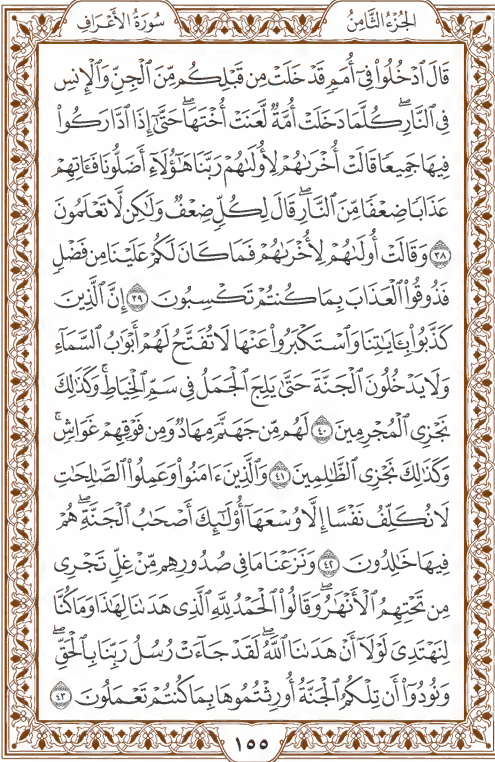 الجُزْءُ الثَّامِنُ سُورَةُ الأَعْرَافِ
قَالَ ٱدْخُلُوا۟ فِىٓ أُمَمٍ قَدْ خَلَتْ مِن قَبْلِكُم مِّنَ ٱلْجِنِّ وَٱلْإِنسِ
فِى ٱلنَّارِ ۖ كُلَّمَا دَخَلَتْ أُمَّةٌ لَّعَنَتْ أُخْتَهَا ۖ حَتَّىٰٓ إِذَا ٱدَّارَكُوا۟
فِيهَا جَمِيعًا قَالَتْ أُخْرَىٰهُمْ لِأُولَىٰهُمْ رَبَّنَا هَٰٓؤُلَآءِ أَضَلُّونَا فَـَٔاتِهِمْ
عَذَابًا ضِعْفًا مِّنَ ٱلنَّارِ ۖ قَالَ لِكُلٍّ ضِعْفٌ وَلَٰكِن لَّا تَعْلَمُونَ
٣٨ وَقَالَتْ أُولَىٰهُمْ لِأُخْرَىٰهُمْ فَمَا كَانَ لَكُمْ عَلَيْنَا مِن فَضْلٍ
فَذُوقُوا۟ ٱلْعَذَابَ بِمَا كُنتُمْ تَكْسِبُونَ ٣٩ إِنَّ ٱلَّذِينَ
كَذَّبُوا۟ بِـَٔايَٰتِنَا وَٱسْتَكْبَرُوا۟ عَنْهَا لَا تُفَتَّحُ لَهُمْ أَبْوَٰبُ ٱلسَّمَآءِ
وَلَا يَدْخُلُونَ ٱلْجَنَّةَ حَتَّىٰ يَلِجَ ٱلْجَمَلُ فِى سَمِّ ٱلْخِيَاطِ ۚ وَكَذَٰلِكَ
نَجْزِى ٱلْمُجْرِمِينَ ٤٠ لَهُم مِّن جَهَنَّمَ مِهَادٌ وَمِن فَوْقِهِمْ غَوَاشٍ ۚ
وَكَذَٰلِكَ نَجْزِى ٱلظَّٰلِمِينَ ٤١ وَٱلَّذِينَ ءَامَنُوا۟ وَعَمِلُوا۟ ٱلصَّٰلِحَٰتِ
لَا نُكَلِّفُ نَفْسًا إِلَّا وُسْعَهَآ أُو۟لَٰٓئِكَ أَصْحَٰبُ ٱلْجَنَّةِ ۖ هُمْ
فِيهَا خَٰلِدُونَ ٤٢ وَنَزَعْنَا مَا فِى صُدُورِهِم مِّنْ غِلٍّ تَجْرِى
مِن تَحْتِهِمُ ٱلْأَنْهَٰرُ ۖ وَقَالُوا۟ ٱلْحَمْدُ لِلَّهِ ٱلَّذِى هَدَىٰنَا لِهَٰذَا وَمَا كُنَّا
لِنَهْتَدِىَ لَوْلَآ أَنْ هَدَىٰنَا ٱللَّهُ ۖ لَقَدْ جَآءَتْ رُسُلُ رَبِّنَا بِٱلْحَقِّ ۖ
وَنُودُوٓا۟ أَن تِلْكُمُ ٱلْجَنَّةُ أُورِثْتُمُوهَا بِمَا كُنتُمْ تَعْمَلُونَ ٤٣
١٥٥